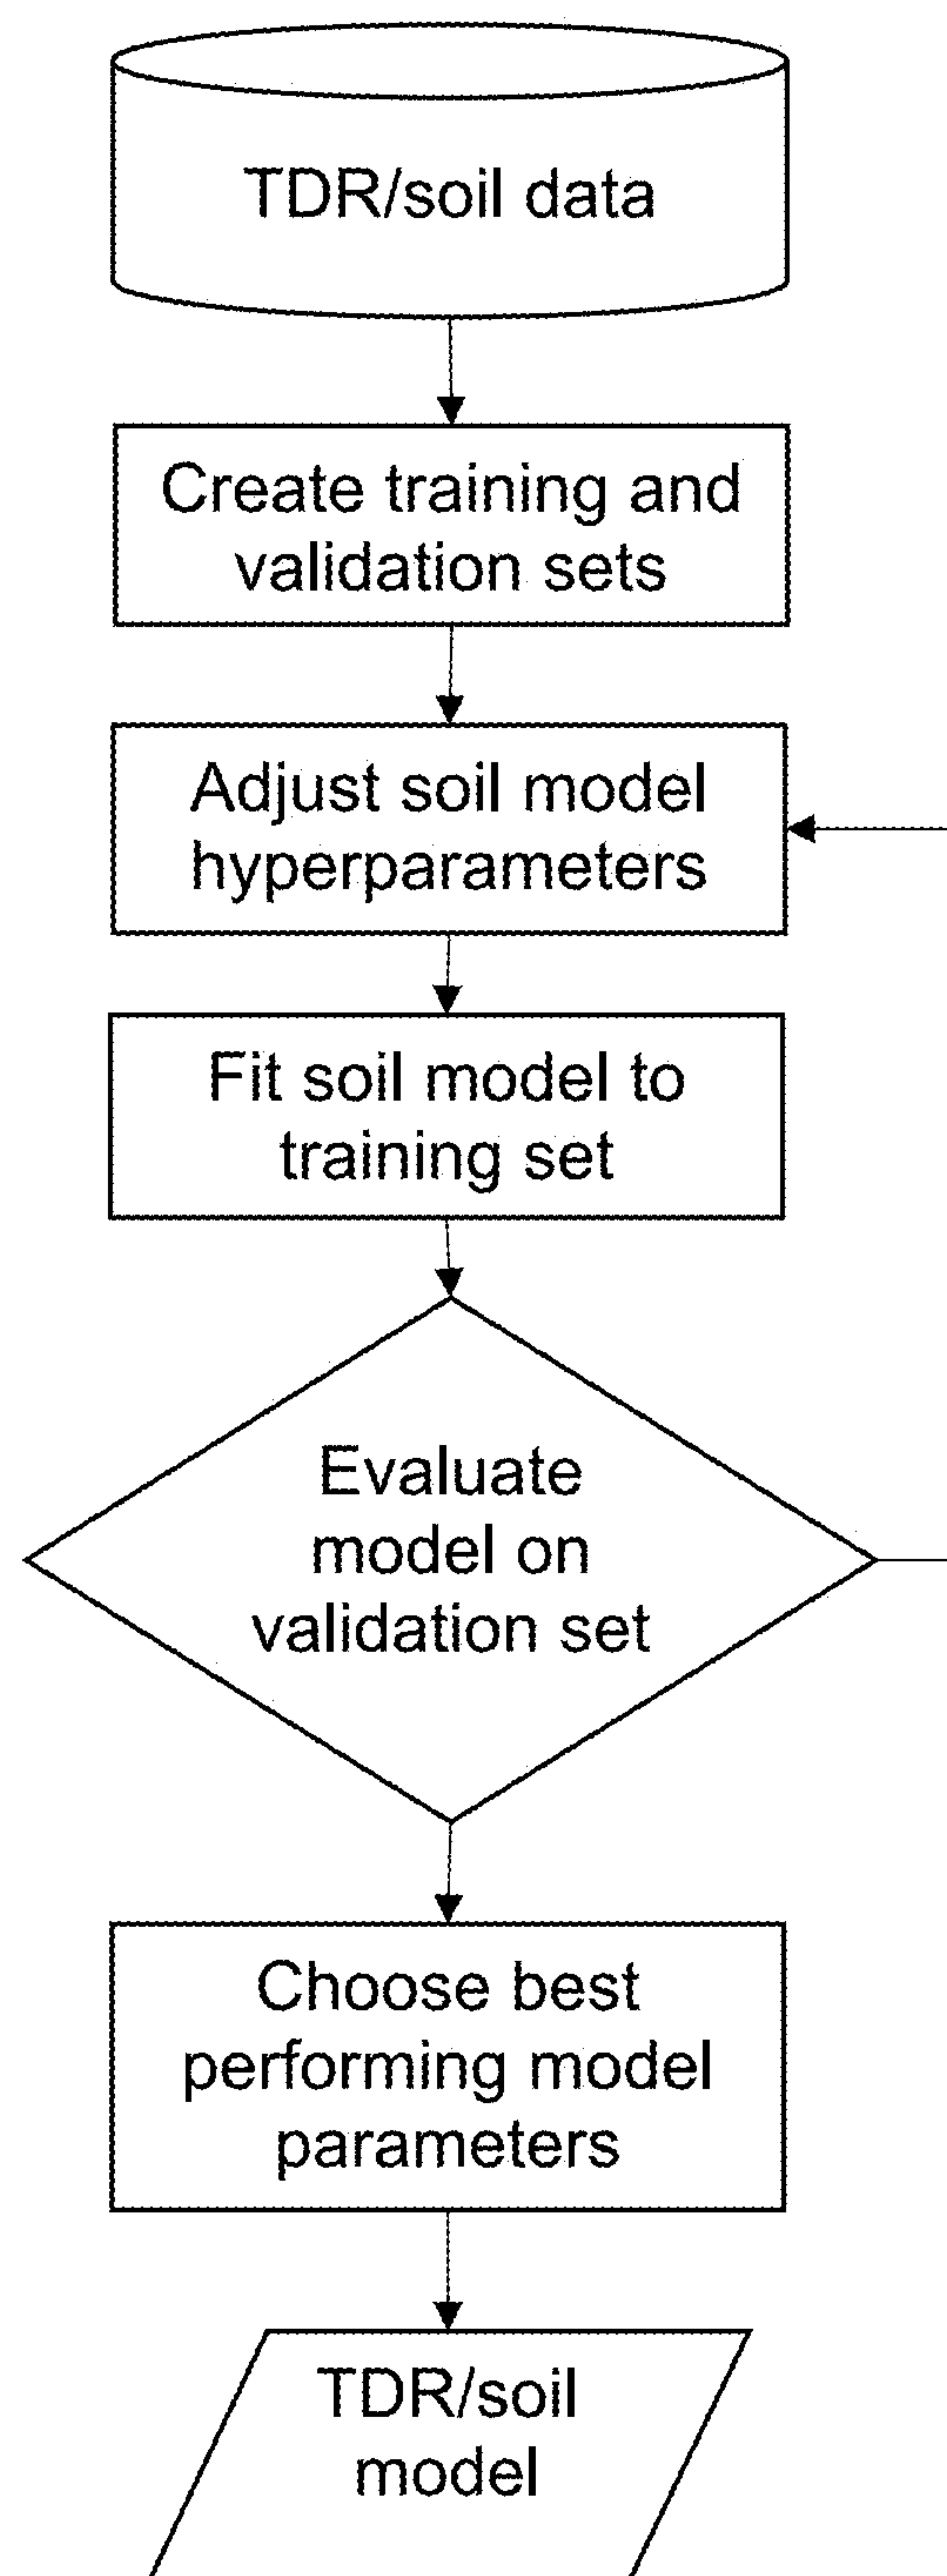 TDR/soil data
Create training and
validation sets
Adjust soil model
hyperparameters
Fit soil model to
training set
Evaluate
model on
validation set
Choose best
performing model
parameters
TDR/soil
model